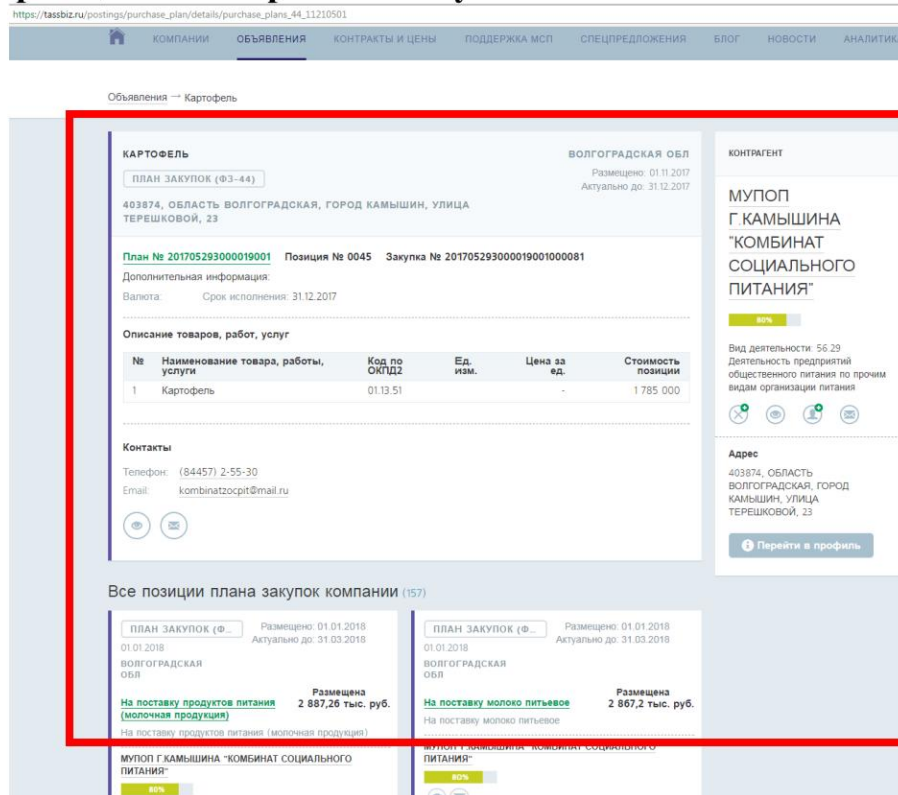 https://tassbiz.ru/postings/purchase_plan/details/purchase_plans_44_11210501
КОМПАНИИ ОБЪЯВЛЕНИЯ КОНТРАКТЫ И ЦЕНЫ ПОДДЕРЖКА МСП СПЕЦПРЕДЛОЖЕНИЯ БЛОГ НОВОСТИ АНАЛИТИК
Объявления → Картофель
КАРТОФЕЛЬ
ПЛАН ЗАКУПОК (ФЗ-44)
403874, ОБЛАСТЬ ВОЛГОГРАДСКАЯ, ГОРОД КАМЫШИН, УЛИЦА
ТЕРЕШКОВОЙ, 23
ВОЛГОГРАДСКАЯ ОБЛ
Размещено: 01.11.2017
Актуально до: 31.12.2017
План № 201705293000019001 Позиция № 0045 Закупка № 201705293000019001000081
Дополнительная информация:
Валюта: Срок исполнения: 31.12.2017
Описание товаров, работ, услуг
№ Наименование товара, работы, услуги Код по ОКПД2 Ед. изм. Цена за ед. Стоимость позиции
1 Картофель 01.13.51 - 1 785 000
Контакты
Телефон: (84457) 2-55-30
Email: kombinatzocpit@mail.ru
КОНТРАГЕНТ
МУПОП
Г.КАМЫШИНА
"КОМБИНАТ
СОЦИАЛЬНОГО
ПИТАНИЯ"
80%
Вид деятельности: 56.29
Деятельность предприятий
общественного питания по прочим
видам организации питания
Адрес
403874, ОБЛАСТЬ
ВОЛГОГРАДСКАЯ, ГОРОД
КАМЫШИН, УЛИЦА
ТЕРЕШКОВОЙ, 23
Перейти в профиль
Все позиции плана закупок компании (157)
ПЛАН ЗАКУПОК (Ф...
Размещено: 01.01.2018
Актуально до: 31.03.2018
01.01.2018
ВОЛГОГРАДСКАЯ
ОБЛ
На поставку продуктов питания
(молочная продукция)
Размещена
2 887,26 тыс. руб.
На поставку продуктов питания (молочная продукция)
МУПОП Г.КАМЫШИНА "КОМБИНАТ СОЦИАЛЬНОГО
ПИТАНИЯ"
80%
ПЛАН ЗАКУПОК (Ф...
Размещено: 01.01.2018
Актуально до: 31.03.2018
01.01.2018
ВОЛГОГРАДСКАЯ
ОБЛ
На поставку молоко питьевое
Размещена
2 867,2 тыс. руб.
На поставку молоко питьевое
МУПОП Г.КАМЫШИНА "КОМБИНАТ СОЦИАЛЬНОГО
ПИТАНИЯ"
80%